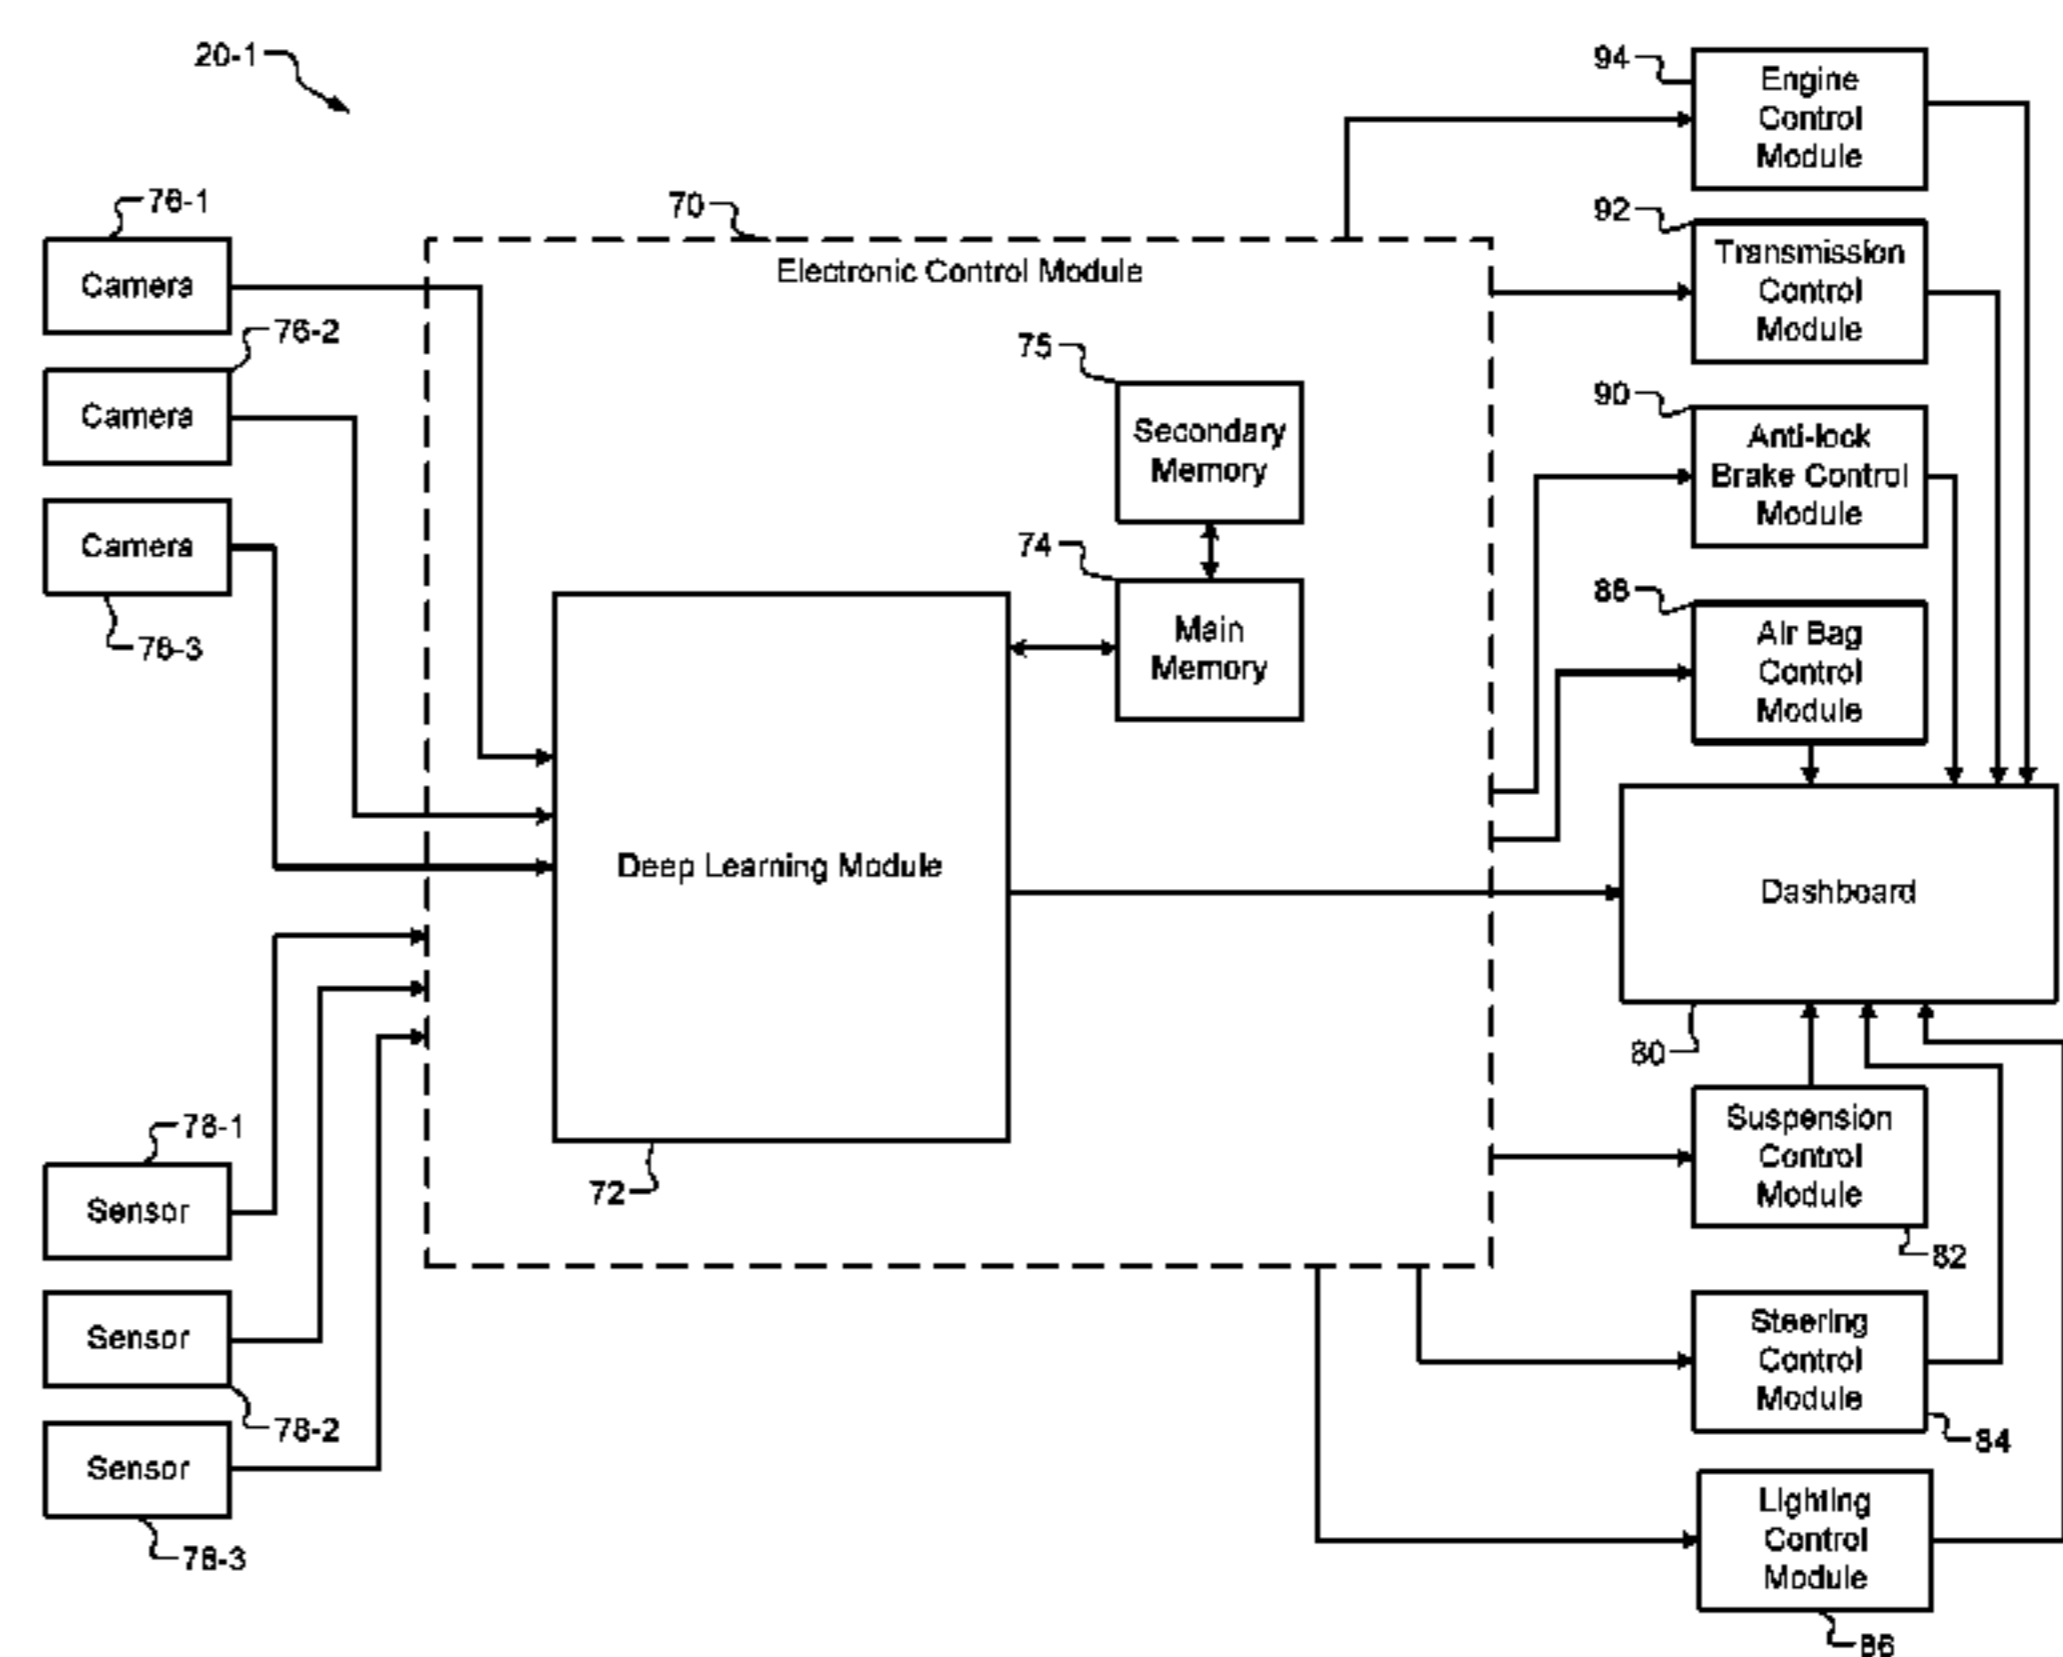 20-1
94
Engine
Control
Module
76-1
Camera
70
Electronic Control Module
92
Transmission
Control
Module
76-2
Camera
75
Secondary
Memory
90
Anti-lock
Brake Control
Module
Camera
76-3
74
Main
Memory
88
Air Bag
Control
Module
Deep Learning Module
72
Dashboard
80
78-1
Sensor
Suspension
Control
Module
82
Sensor
78-2
Steering
Control
Module
84
Sensor
78-3
Lighting
Control
Module
86